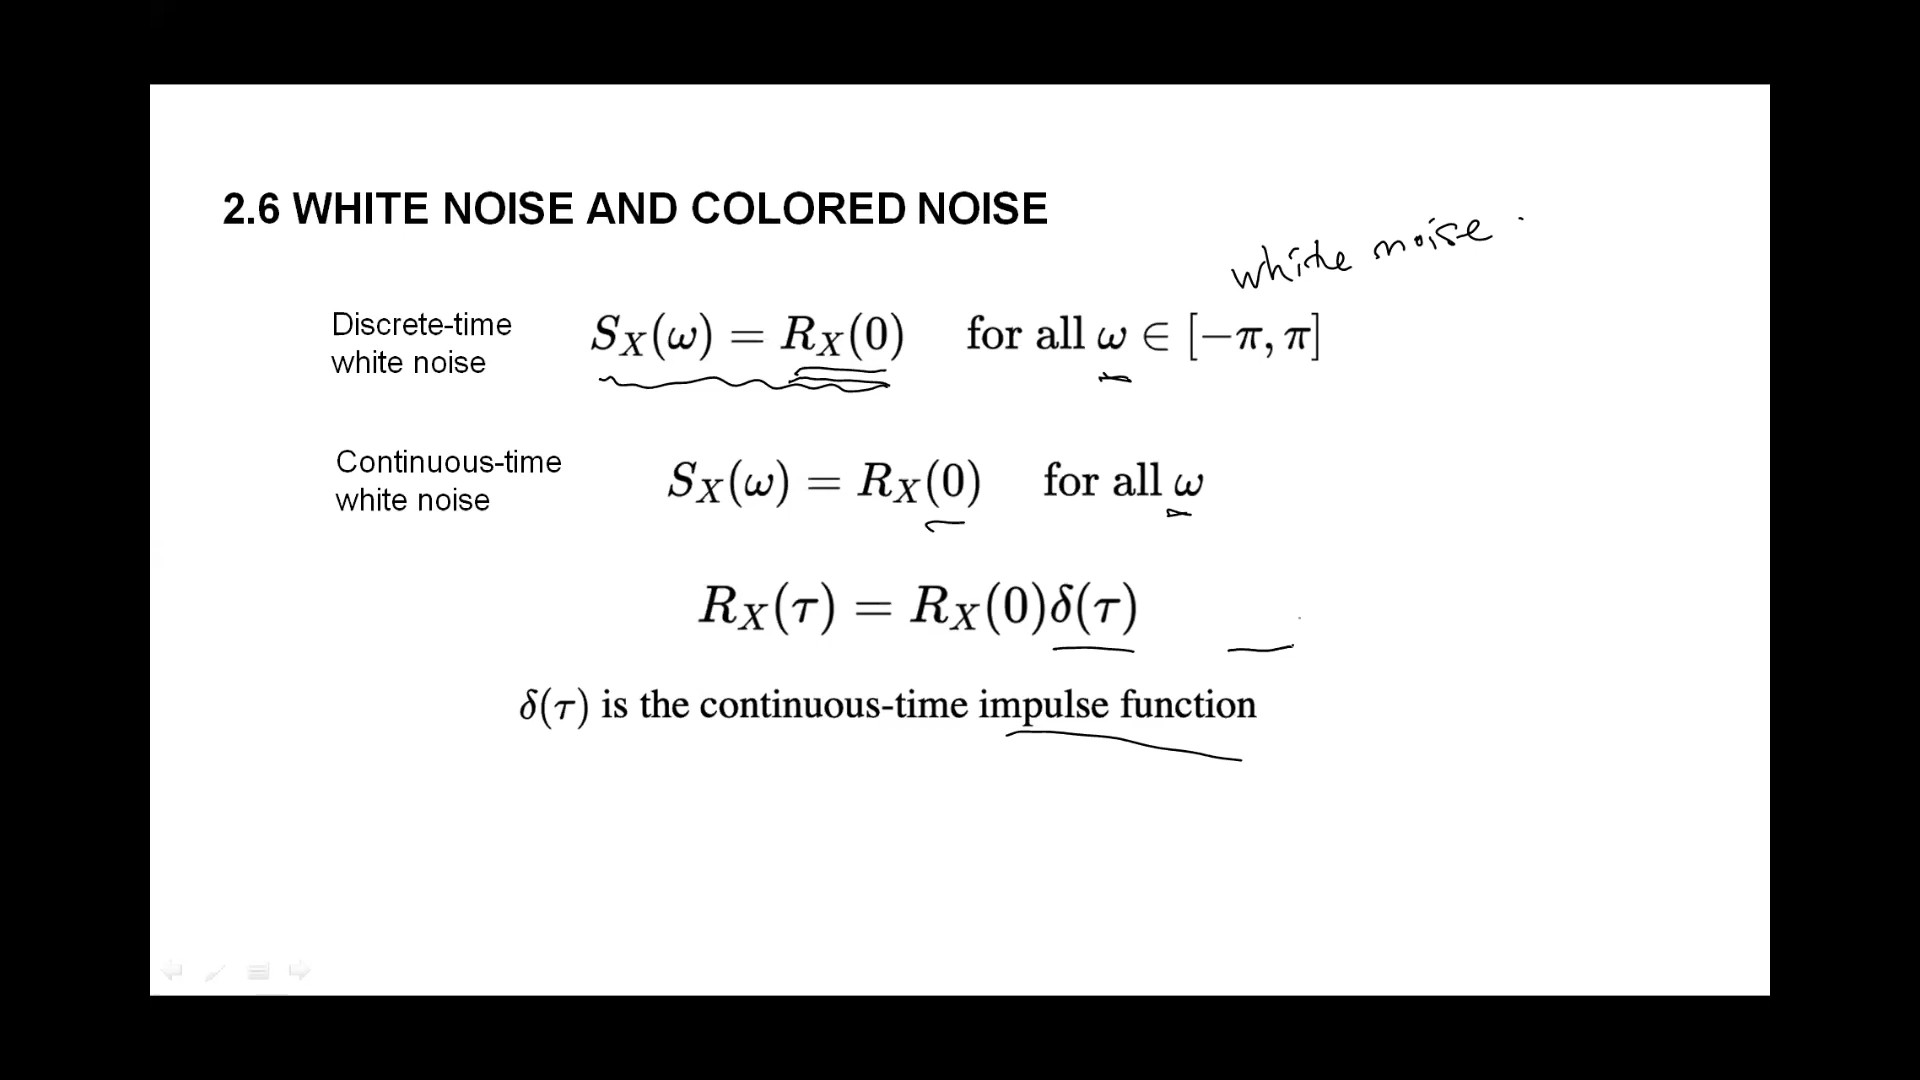 2.6 WHITE NOISE AND COLORED NOISE
white noise
Discrete-time
white noise
S_X(ω) = R_X(0) for all ω ∈ [−π, π]
Continuous-time
white noise
S_X(ω) = R_X(0) for all ω
R_X(τ) = R_X(0)δ(τ)
δ(τ) is the continuous-time impulse function